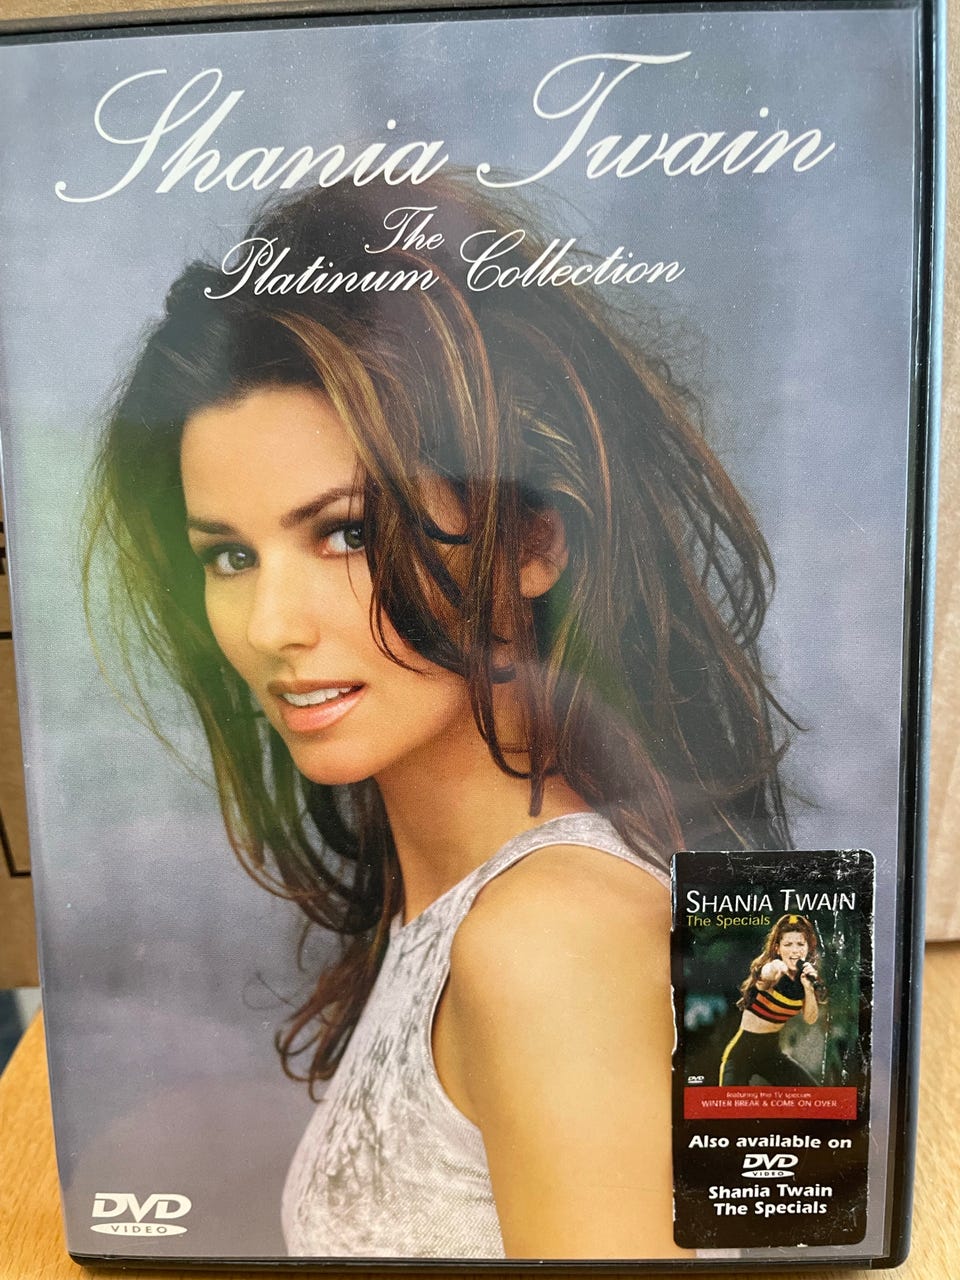 Shania Twain
The
Platinum Collection
SHANIA TWAIN
The Specials
DVD
featuring the TV specials
WINTER BREAK & COME ON OVER
Also available on
DVD
VIDEO
Shania Twain
The Specials
DVD
VIDEO